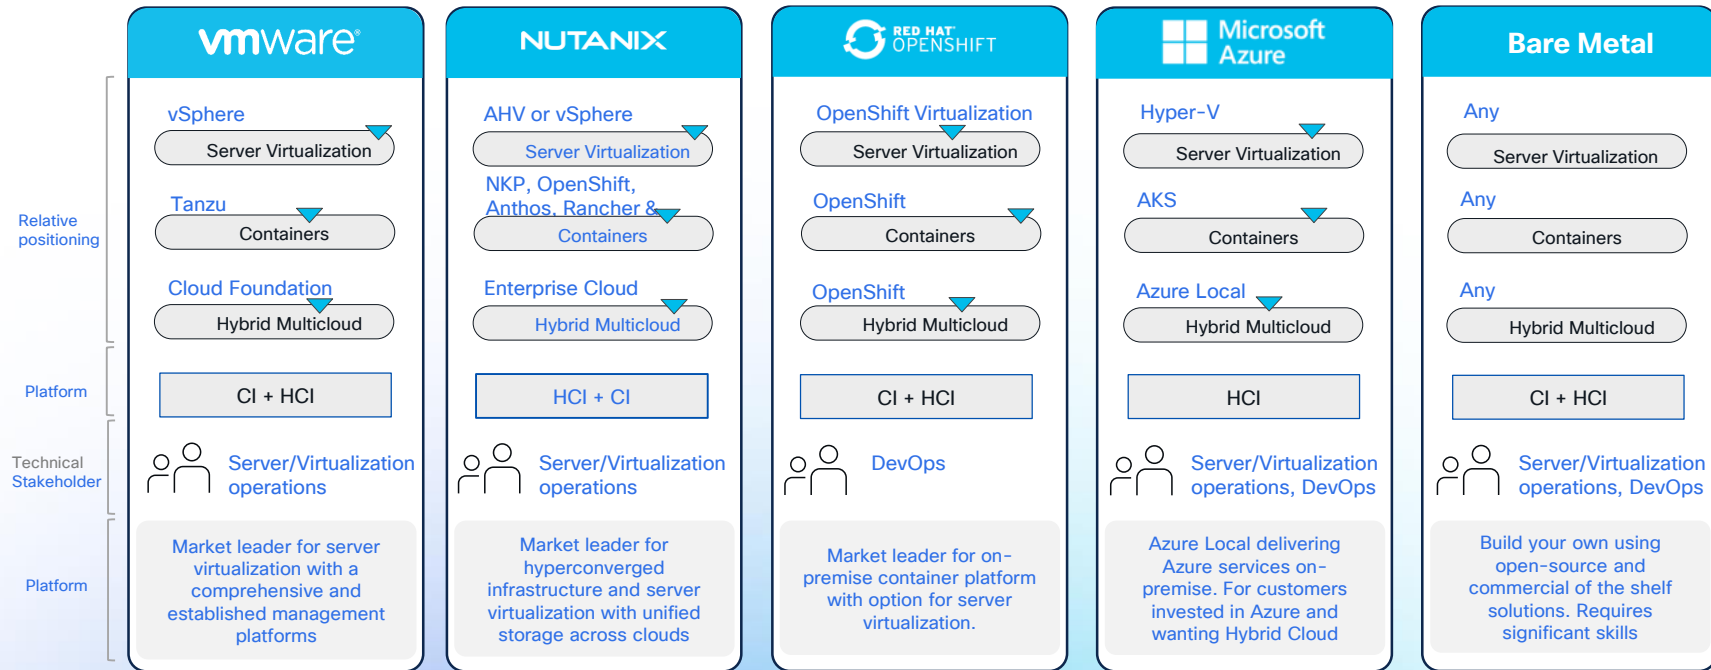 vmware®
NUTANIX
RED HAT®
OPENSHIFT
Microsoft
Azure
Bare Metal
Relative
positioning
vSphere
Server Virtualization
Tanzu
Containers
Cloud Foundation
Hybrid Multicloud
AHV or vSphere
Server Virtualization
NKP, OpenShift,
Anthos, Rancher &
Containers
Enterprise Cloud
Hybrid Multicloud
OpenShift Virtualization
Server Virtualization
OpenShift
Containers
OpenShift
Hybrid Multicloud
Hyper-V
Server Virtualization
AKS
Containers
Azure Local
Hybrid Multicloud
Any
Server Virtualization
Any
Containers
Any
Hybrid Multicloud
Platform
CI + HCI
HCI + CI
CI + HCI
HCI
CI + HCI
Technical
Stakeholder
Server/Virtualization
operations
Server/Virtualization
operations
DevOps
Server/Virtualization
operations, DevOps
Server/Virtualization
operations, DevOps
Platform
Market leader for server
virtualization with a
comprehensive and
established management
platforms
Market leader for
hyperconverged
infrastructure and server
virtualization with unified
storage across clouds
Market leader for on-
premise container platform
with option for server
virtualization.
Azure Local delivering
Azure services on-
premise. For customers
invested in Azure and
wanting Hybrid Cloud
Build your own using
open-source and
commercial of the shelf
solutions. Requires
significant skills